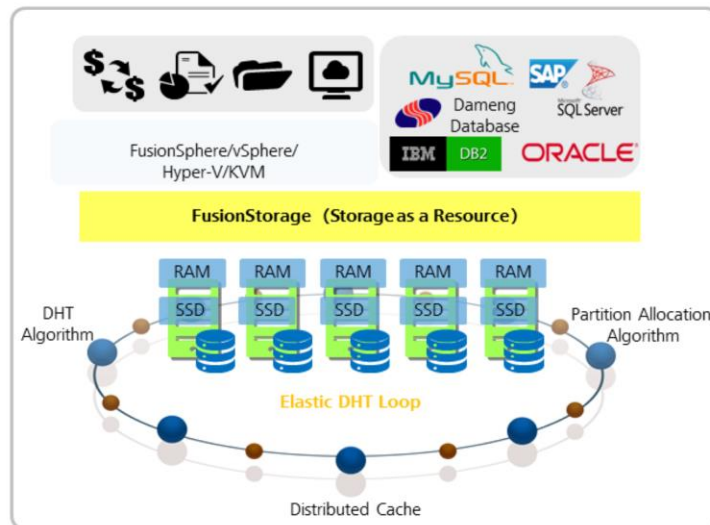 MySQL
SAP
Microsoft
SQL Server
Dameng
Database
IBM
DB2
ORACLE
FusionSphere/vSphere/
Hyper-V/KVM
FusionStorage (Storage as a Resource)
RAM RAM RAM RAM RAM
SSD SSD SSD SSD SSD
DHT
Algorithm
Partition Allocation
Algorithm
Elastic DHT Loop
Distributed Cache